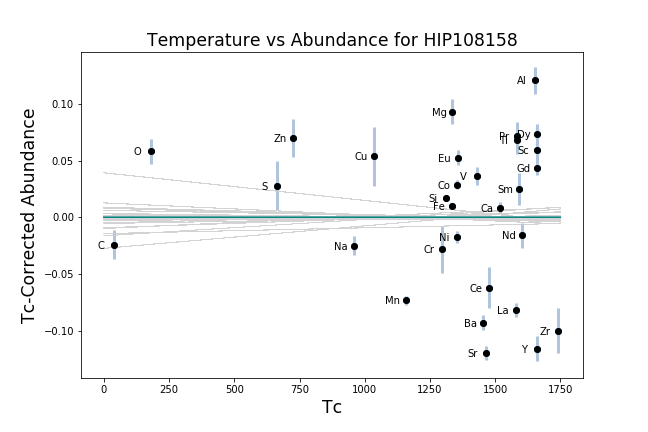 Temperature vs Abundance for HIP108158
Tc-Corrected Abundance
0.10
0.05
0.00
−0.05
−0.10
Al
Mg
O
Zn
Pr
Dy
Ti
Cu
Sc
Eu
Gd
V
S
Co
Sm
Si
Fe
Ca
C
Na
Ni
Nd
Cr
Ce
Mn
La
Ba
Zr
Sr
Y
0
250
500
750
1000
1250
1500
1750
Tc